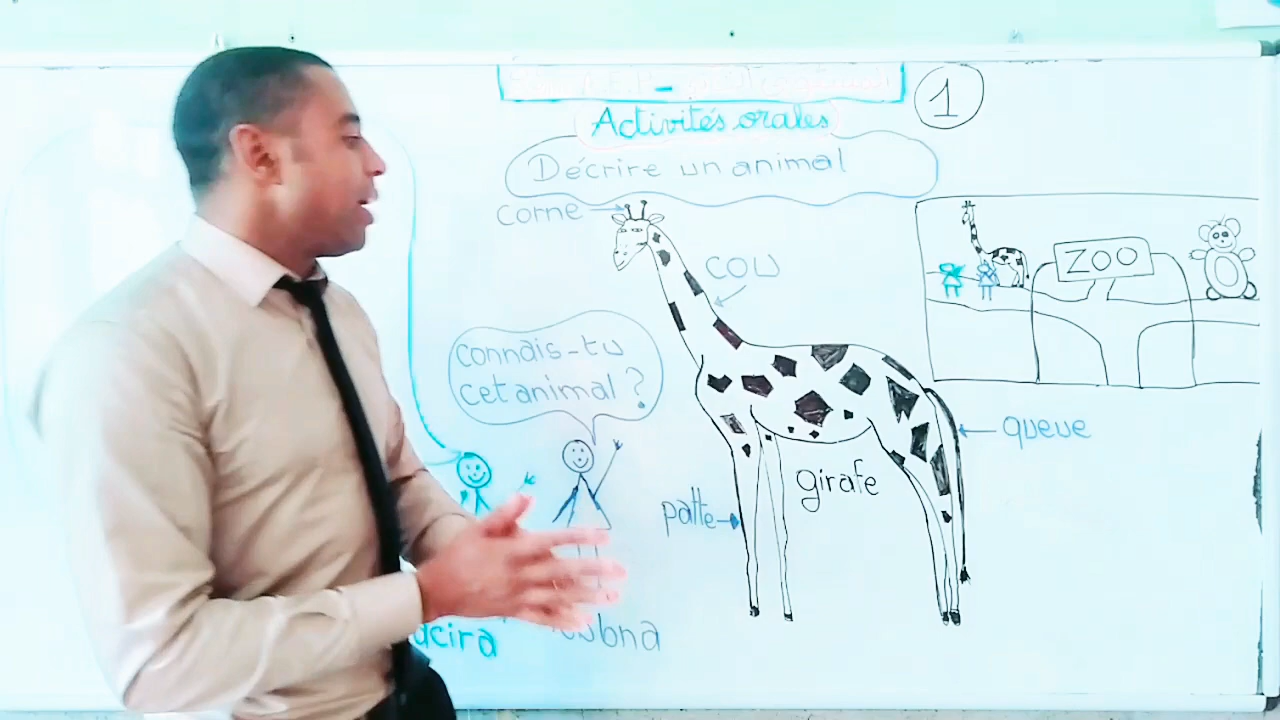 1
Activités orales
Décrire un animal
corne
cou
ZOO
connais-tu
cet animal ?
queue
girafe
patte